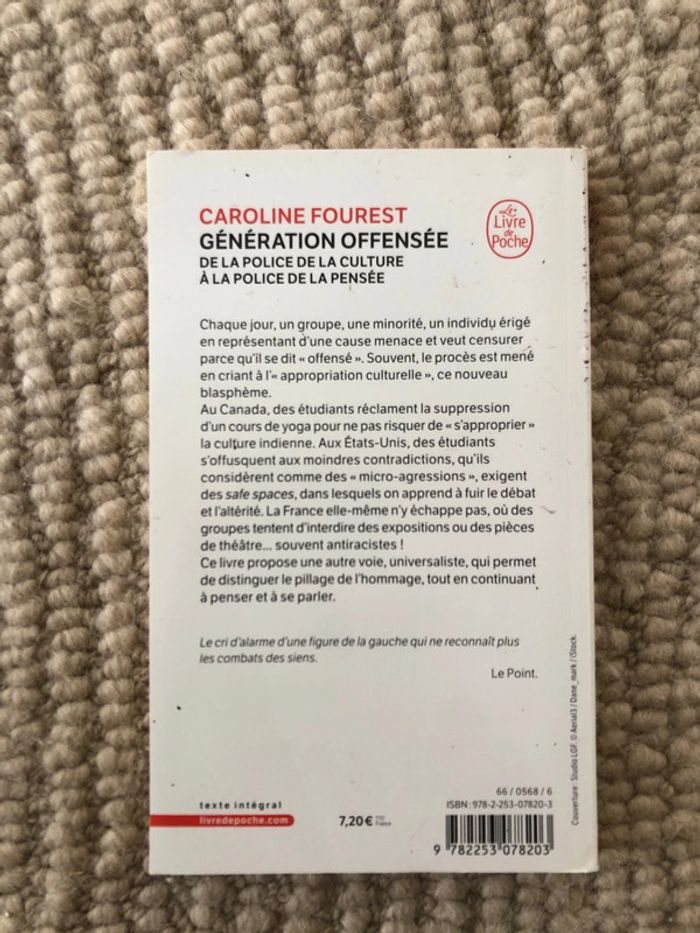 CAROLINE FOUREST
GÉNÉRATION OFFENSÉE
DE LA POLICE DE LA CULTURE
À LA POLICE DE LA PENSÉE
Le
Livre
de
Poche
Chaque jour, un groupe, une minorité, un individu érigé
en représentant d'une cause menace et veut censurer
parce qu'il se dit « offensé ». Souvent, le procès est mené
en criant à l'« appropriation culturelle », ce nouveau
blasphème.
Au Canada, des étudiants réclament la suppression
d'un cours de yoga pour ne pas risquer de « s'approprier »
la culture indienne. Aux États-Unis, des étudiants
s'offusquent aux moindres contradictions, qu'ils
considèrent comme des « micro-agressions », exigent
des safe spaces, dans lesquels on apprend à fuir le débat
et l'altérité. La France elle-même n'y échappe pas, où des
groupes tentent d'interdire des expositions ou des pièces
de théâtre... souvent antiracistes !
Ce livre propose une autre voie, universaliste, qui permet
de distinguer le pillage de l'hommage, tout en continuant
à penser et à se parler.
Le cri d'alarme d'une figure de la gauche qui ne reconnaît plus
les combats des siens.
Le Point.
Couverture : Studio LGF. © Aerial3 / Dane_mark / iStock.
texte intégral
livredepoche.com
7,20 €
France
66 / 0568 / 6
ISBN : 978-2-253-07820-3
9 782253 078203